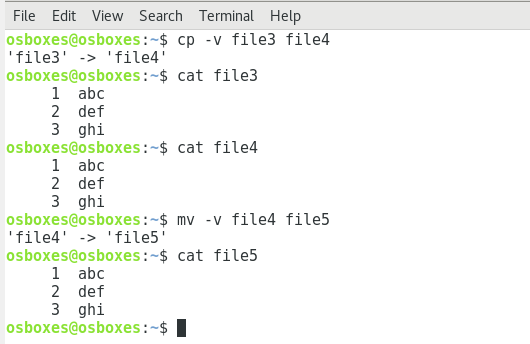 File Edit View Search Terminal Help
osboxes@osboxes:~$ cp -v file3 file4
'file3' -> 'file4'
osboxes@osboxes:~$ cat file3
     1  abc
     2  def
     3  ghi
osboxes@osboxes:~$ cat file4
     1  abc
     2  def
     3  ghi
osboxes@osboxes:~$ mv -v file4 file5
'file4' -> 'file5'
osboxes@osboxes:~$ cat file5
     1  abc
     2  def
     3  ghi
osboxes@osboxes:~$